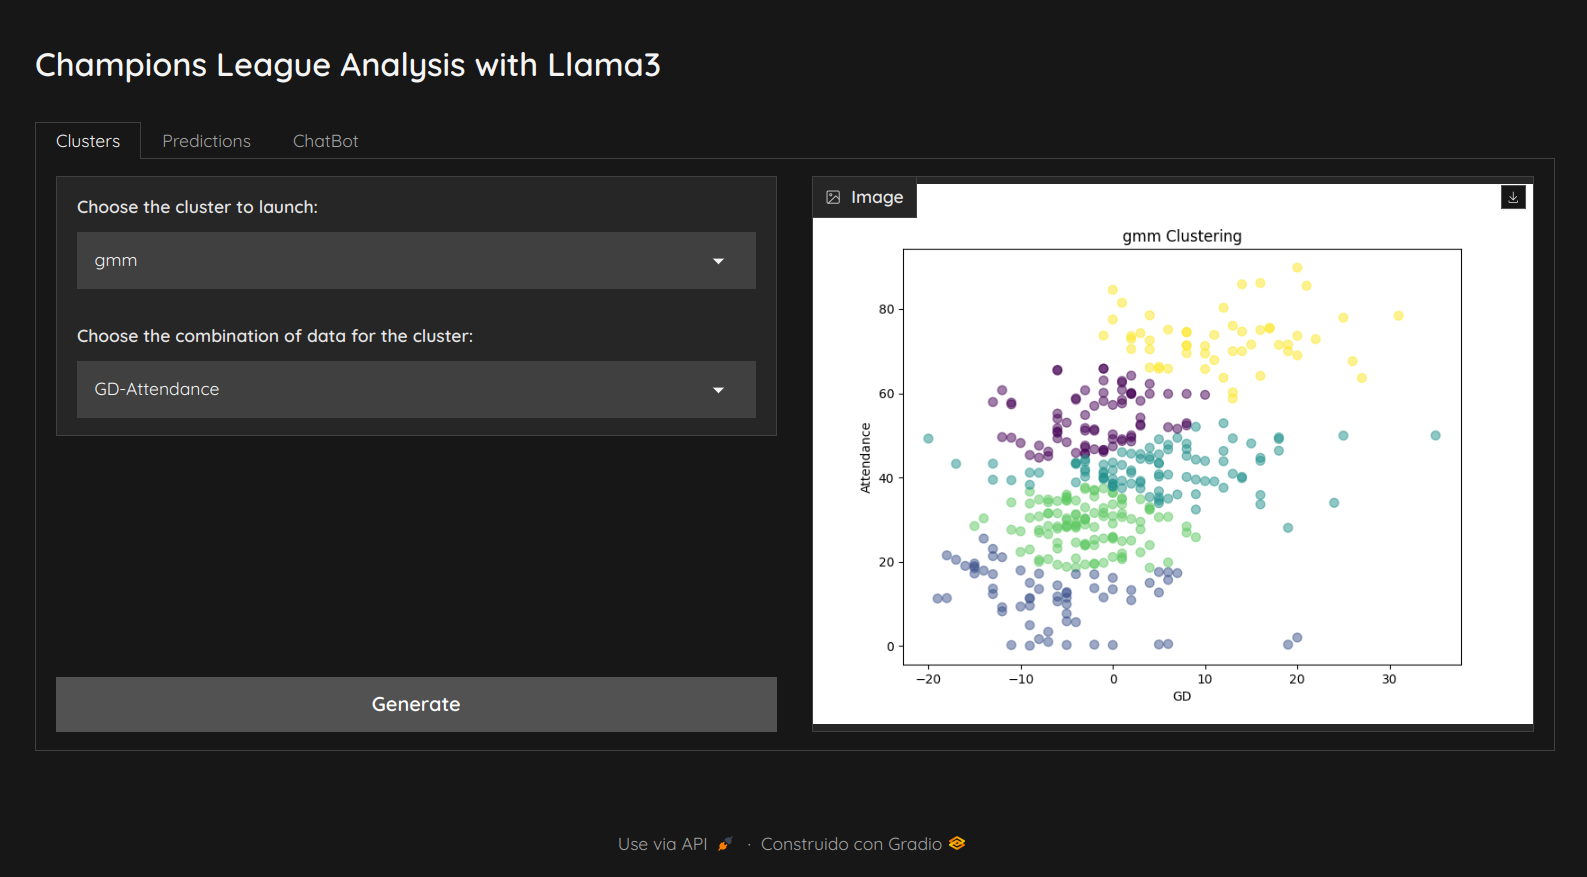 Champions League Analysis with Llama3
Clusters Predictions ChatBot
Choose the cluster to launch:
gmm
Choose the combination of data for the cluster:
GD-Attendance
Generate
Image
gmm Clustering
80
60
40
20
0
Attendance
−20 −10 0 10 20 30
GD
Use via API · Construido con Gradio